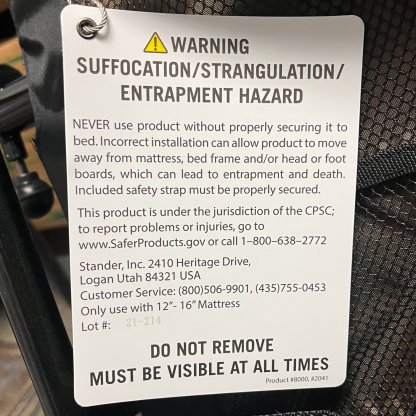 ⚠ WARNING
SUFFOCATION/STRANGULATION/
ENTRAPMENT HAZARD
NEVER use product without properly securing it to
bed. Incorrect installation can allow product to move
away from mattress, bed frame and/or head or foot
boards, which can lead to entrapment and death.
Included safety strap must be properly secured.
This product is under the jurisdiction of the CPSC;
to report problems or injuries, go to
www.SaferProducts.gov or call 1–800–638–2772
Stander, Inc. 2410 Heritage Drive,
Logan Utah 84321 USA
Customer Service: (800)506-9901, (435)755-0453
Only use with 12”- 16” Mattress
Lot #: 21-214
DO NOT REMOVE
MUST BE VISIBLE AT ALL TIMES
Product #8000, #2041